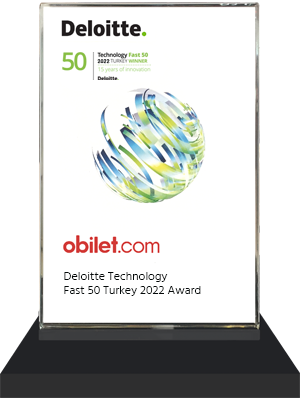 Deloitte.
50
Technology Fast 50
2022 TURKEY WINNER
15 years of innovation
Deloitte.
obilet.com
Deloitte Technology
Fast 50 Turkey 2022 Award